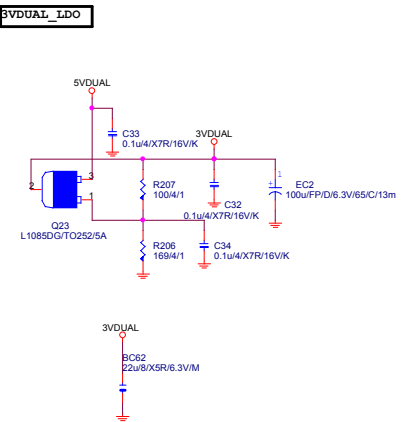 3VDUAL_LDO
5VDUAL
C33
0.1u/4/X7R/16V/K
3VDUAL
3
2
1
1
R207
100/4/1
C32
0.1u/4/X7R/16V/K
EC2
100u/FP/D/6.3V/65/C/13m
Q23
L1085DG/TO252/5A
R206
169/4/1
C34
0.1u/4/X7R/16V/K
3VDUAL
BC62
22u/8/X5R/6.3V/M